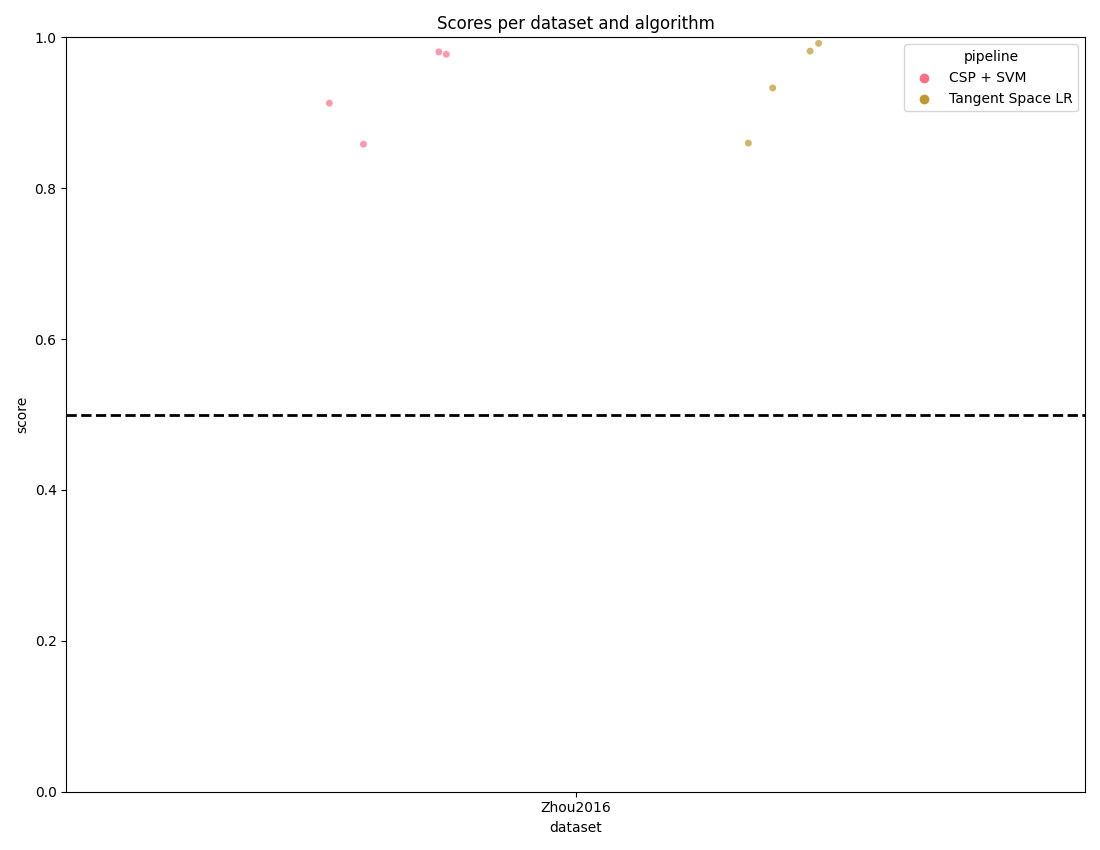 Scores per dataset and algorithm
pipeline
CSP + SVM
Tangent Space LR
1.0
0.8
0.6
0.4
0.2
0.0
score
Zhou2016
dataset